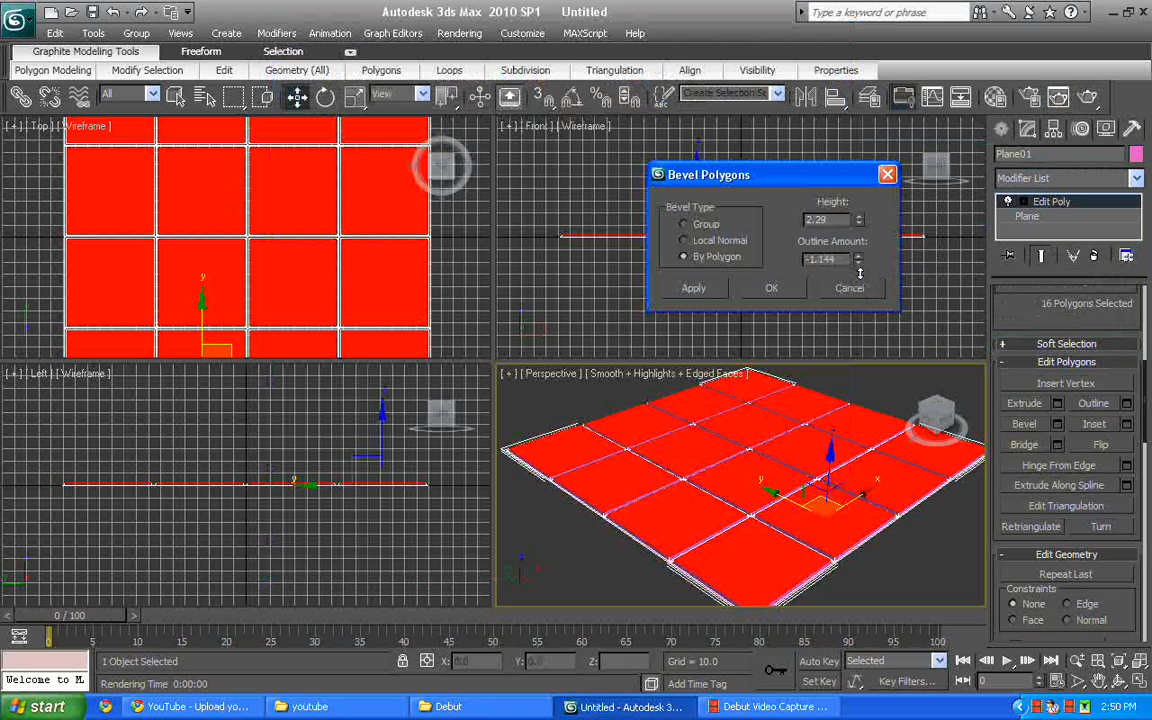 Autodesk 3ds Max 2010 SP1 Untitled
Type a keyword or phrase
Edit Tools Group Views Create Modifiers Animation Graph Editors Rendering Customize MAXScript Help
Graphite Modeling Tools Freeform Selection
Polygon Modeling Modify Selection Edit Geometry (All) Polygons Loops Subdivision Triangulation Align Visibility Properties
All View Create Selection Se
[ + ] [ Top ] [ Wireframe ]
[ + ] [ Front ] [ Wireframe ]
Plane01
Modifier List
Edit Poly
Plane
Bevel Polygons
Bevel Type
Group
Local Normal
By Polygon
Height:
2.29
Outline Amount:
-1.144
Apply OK Cancel
16 Polygons Selected
+ Soft Selection
- Edit Polygons
Insert Vertex
Extrude Outline
Bevel Inset
Bridge Flip
Hinge From Edge
Extrude Along Spline
Edit Triangulation
Retriangulate Turn
- Edit Geometry
Repeat Last
Constraints
None Edge
Face Normal
[ + ] [ Left ] [ Wireframe ]
[ + ] [ Perspective ] [ Smooth + Highlights + Edged Faces ]
y
y
z
y
x
0 / 100
0 5 10 15 20 25 30 35 40 45 50 55 60 65 70 75 80 85 90 95 100
1 Object Selected X: 0.0 Y: 0.0 Z: Grid = 10.0 Auto Key Selected
Welcome to M. Rendering Time 0:00:00 Add Time Tag Set Key Key Filters... 0
start YouTube - Upload yo... youtube Debut Untitled - Autodesk 3... Debut Video Capture ... 2:50 PM